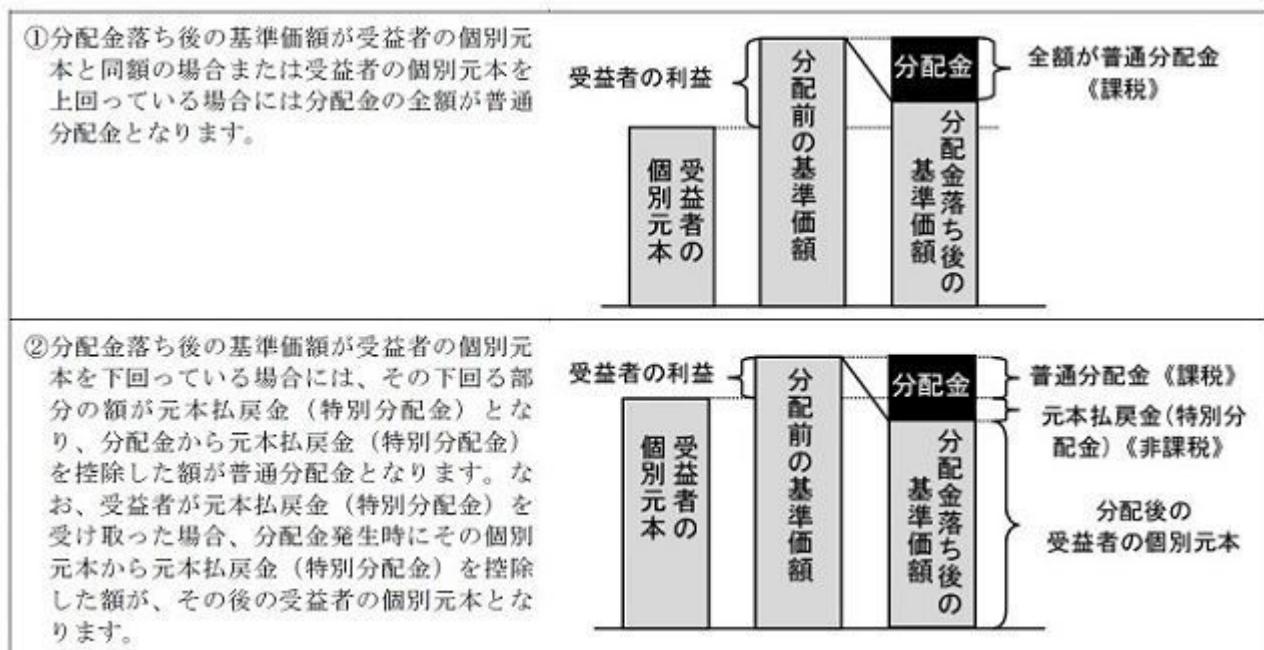 ①分配金落ち後の基準価額が受益者の個別元
本と同額の場合または受益者の個別元本を
上回っている場合には分配金の全額が普通
分配金となります。
受益者の利益
受益者の
個別元本
分配前の基準価額
分配金
分配金落ち後の
基準価額
全額が普通分配金
《課税》
②分配金落ち後の基準価額が受益者の個別元
本を下回っている場合には、その下回る部
分の額が元本払戻金（特別分配金）とな
り、分配金から元本払戻金（特別分配金）
を控除した額が普通分配金となります。な
お、受益者が元本払戻金（特別分配金）を
受け取った場合、分配金発生時にその個別
元本から元本払戻金（特別分配金）を控除
した額が、その後の受益者の個別元本とな
ります。
受益者の利益
受益者の
個別元本
分配前の基準価額
分配金
分配金落ち後の
基準価額
普通分配金《課税》
元本払戻金（特別分
配金）《非課税》
分配後の
受益者の個別元本